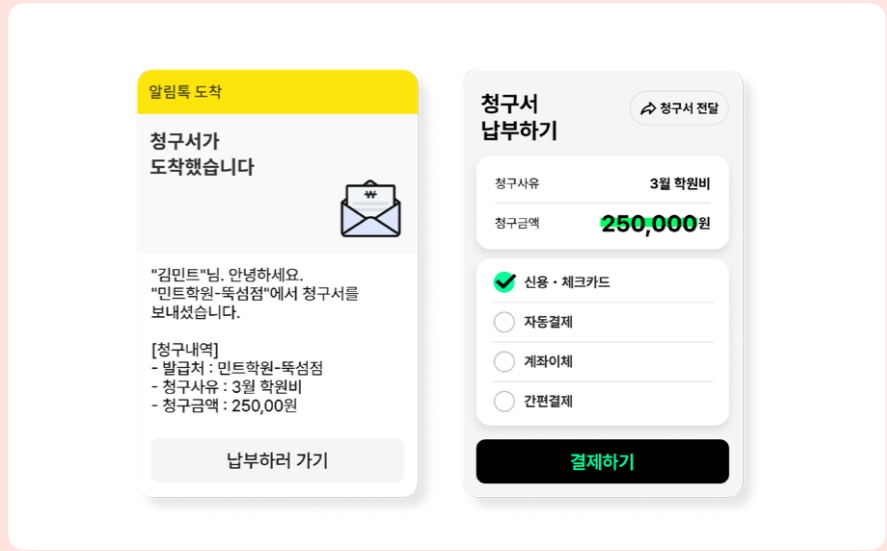 알림톡 도착
청구서가
도착했습니다
₩
"김민트"님. 안녕하세요.
"민트학원-뚝섬점"에서 청구서를
보내셨습니다.
[청구내역]
- 발급처 : 민트학원-뚝섬점
- 청구사유 : 3월 학원비
- 청구금액 : 250,00원
납부하러 가기
청구서
납부하기
청구서 전달
청구사유 3월 학원비
청구금액 250,000원
신용 • 체크카드
자동결제
계좌이체
간편결제
결제하기